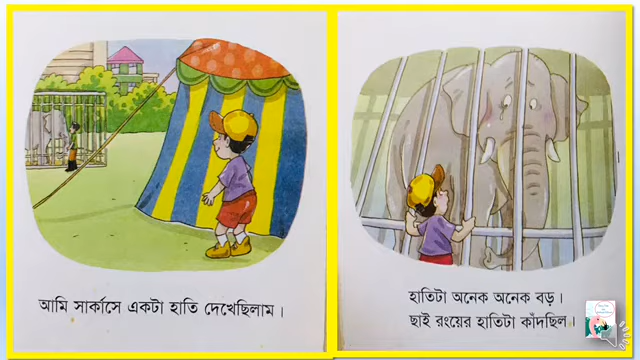 আমি সার্কাসে একটা হাতি দেখেছিলাম।
হাতিটা অনেক অনেক বড়।
ছাই রংয়ের হাতিটা কাঁদছিল।